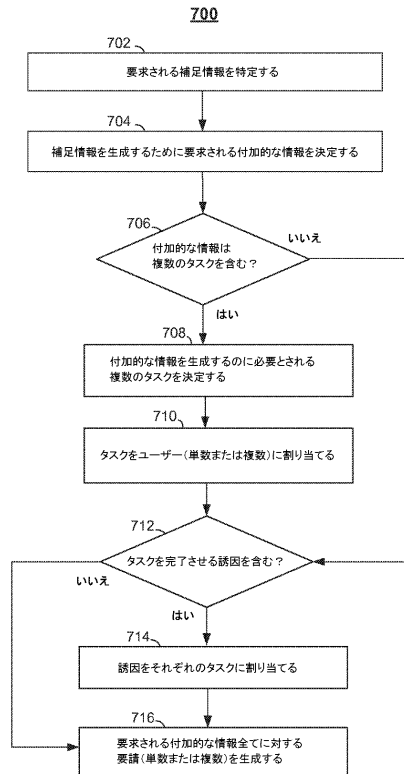 700
702
要求される補足情報を特定する
704
補足情報を生成するために要求される付加的な情報を決定する
706
付加的な情報は
複数のタスクを含む？
いいえ
はい
708
付加的な情報を生成するのに必要とされる
複数のタスクを決定する
710
タスクをユーザー（単数または複数）に割り当てる
712
タスクを完了させる誘因を含む？
いいえ
はい
714
誘因をそれぞれのタスクに割り当てる
716
要求される付加的な情報全てに対する
要請（単数または複数）を生成する